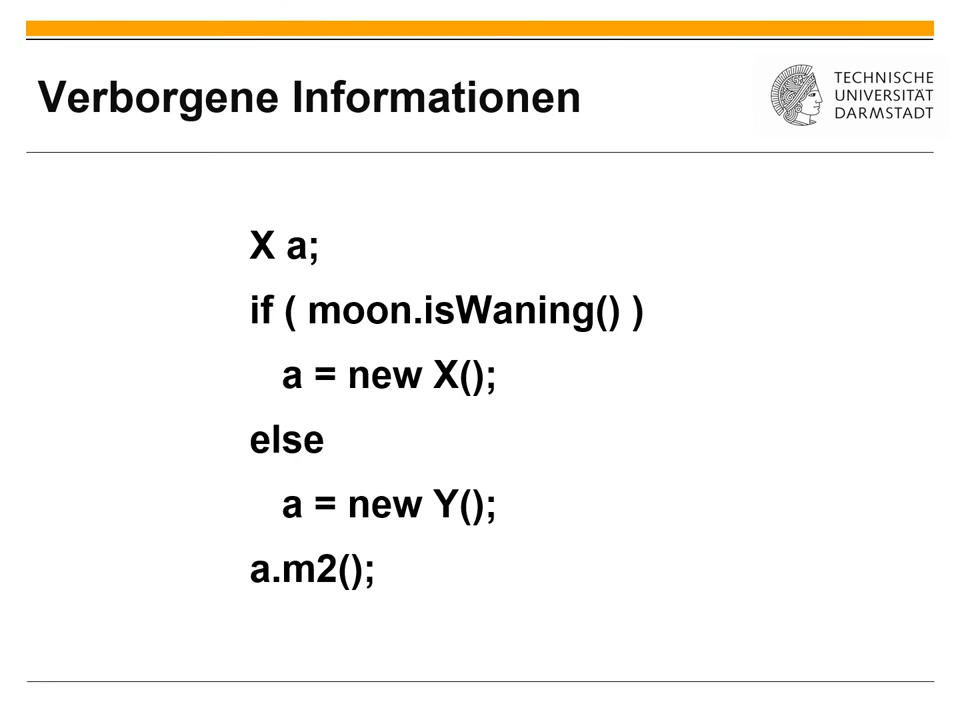 Verborgene Informationen
TECHNISCHE
UNIVERSITÄT
DARMSTADT
X a;
if ( moon.isWaning() )
a = new X();
else
a = new Y();
a.m2();